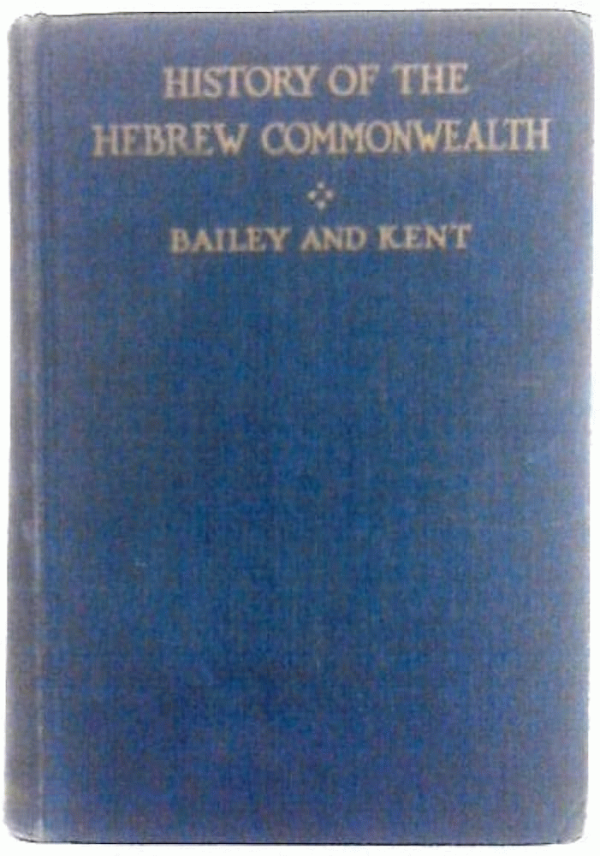 HISTORY OF THE
HEBREW COMMONWEALTH
BAILEY AND KENT